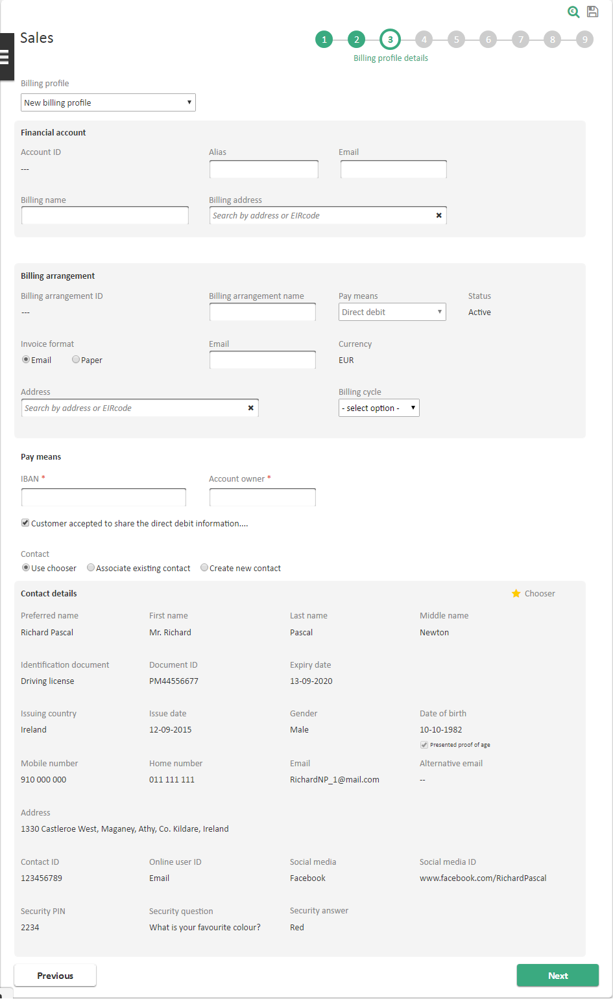 Sales
1 2 3 4 5 6 7 8 9
Billing profile details
Billing profile
New billing profile
Financial account
Account ID Alias Email
---
Billing name Billing address
Search by address or EIRcode
Billing arrangement
Billing arrangement ID Billing arrangement name Pay means Status
--- Direct debit Active
Invoice format Email Currency
Email Paper EUR
Address Billing cycle
Search by address or EIRcode - select option -
Pay means
IBAN * Account owner *
Customer accepted to share the direct debit information....
Contact
Use chooser Associate existing contact Create new contact
Contact details Chooser
Preferred name First name Last name Middle name
Richard Pascal Mr. Richard Pascal Newton
Identification document Document ID Expiry date
Driving license PM44556677 13-09-2020
Issuing country Issue date Gender Date of birth
Ireland 12-09-2015 Male 10-10-1982
Presented proof of age
Mobile number Home number Email Alternative email
910 000 000 011 111 111 RichardNP_1@mail.com --
Address
1330 Castleroe West, Maganey, Athy, Co. Kildare, Ireland
Contact ID Online user ID Social media Social media ID
123456789 Email Facebook www.facebook.com/RichardPascal
Security PIN Security question Security answer
2234 What is your favourite colour? Red
Previous Next